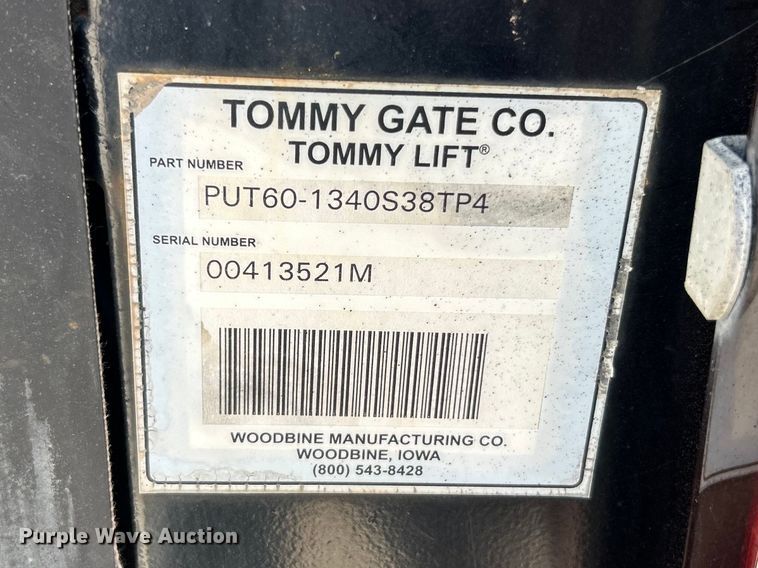 TOMMY GATE CO.
TOMMY LIFT®
PART NUMBER
PUT60-1340S38TP4
SERIAL NUMBER
00413521M
WOODBINE MANUFACTURING CO.
WOODBINE, IOWA
(800) 543-8428
Purple Wave Auction